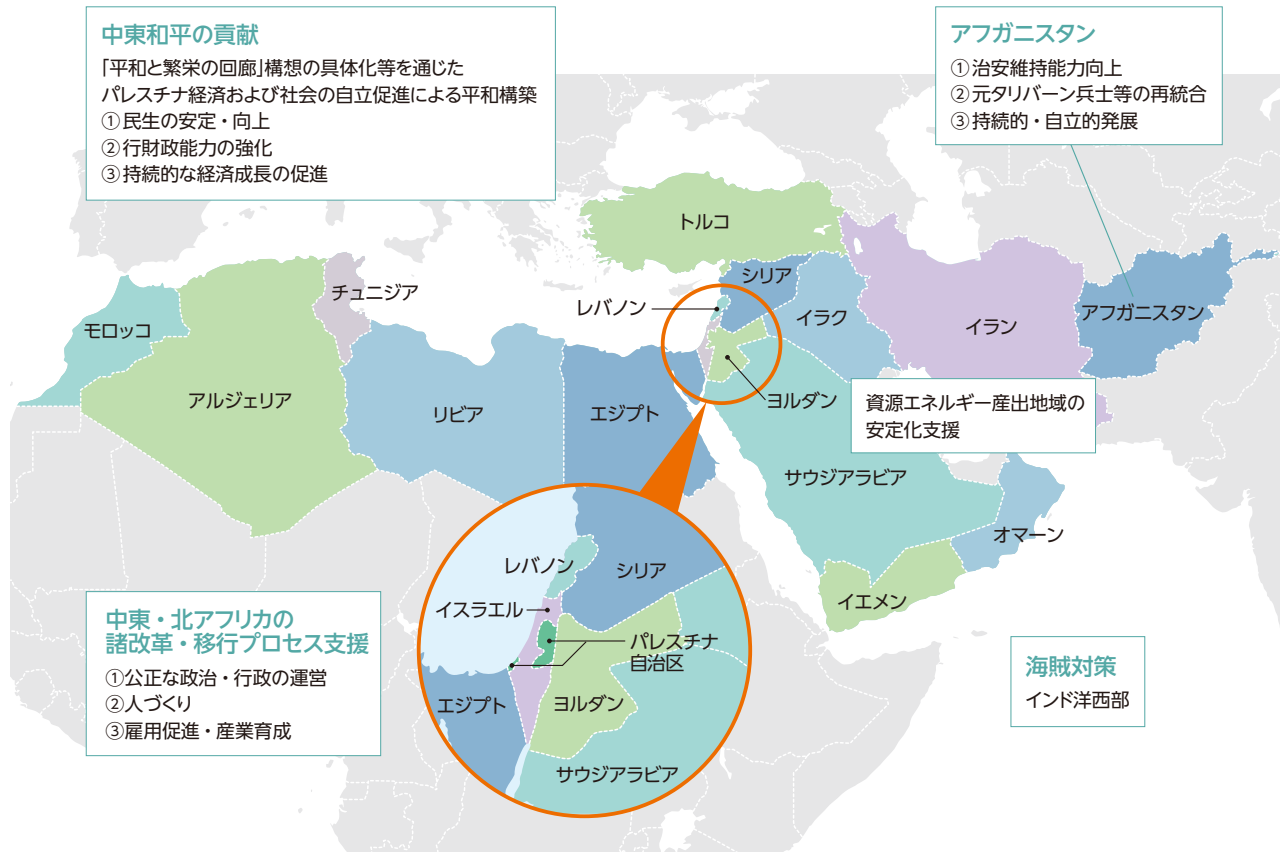 中東和平の貢献
「平和と繁栄の回廊」構想の具体化等を通じた
パレスチナ経済および社会の自立促進による平和構築
①民生の安定・向上
②行財政能力の強化
③持続的な経済成長の促進
アフガニスタン
①治安維持能力向上
②元タリバーン兵士等の再統合
③持続的・自立的発展
トルコ
シリア
チュニジア
レバノン
イラク
イラン
アフガニスタン
モロッコ
アルジェリア
リビア
エジプト
ヨルダン
資源エネルギー産出地域の
安定化支援
サウジアラビア
オマーン
イエメン
レバノン
シリア
イスラエル
パレスチナ
自治区
エジプト
ヨルダン
サウジアラビア
中東・北アフリカの
諸改革・移行プロセス支援
①公正な政治・行政の運営
②人づくり
③雇用促進・産業育成
海賊対策
インド洋西部